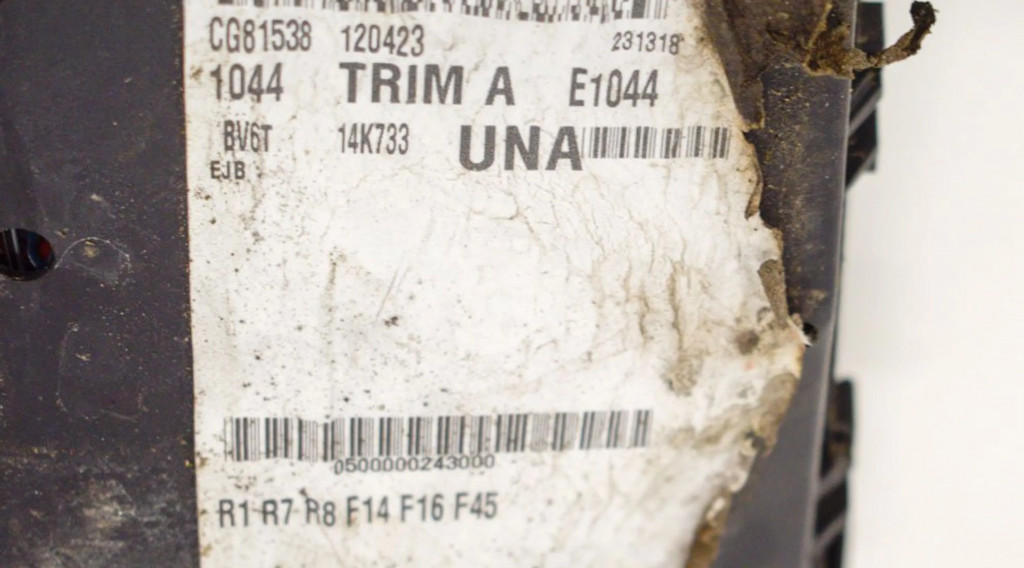 CG81538 120423 231318
1044 TRIM A E1044
BV6T 14K733 UNA
EJB
0500000243000
R1 R7 R8 F14 F16 F45